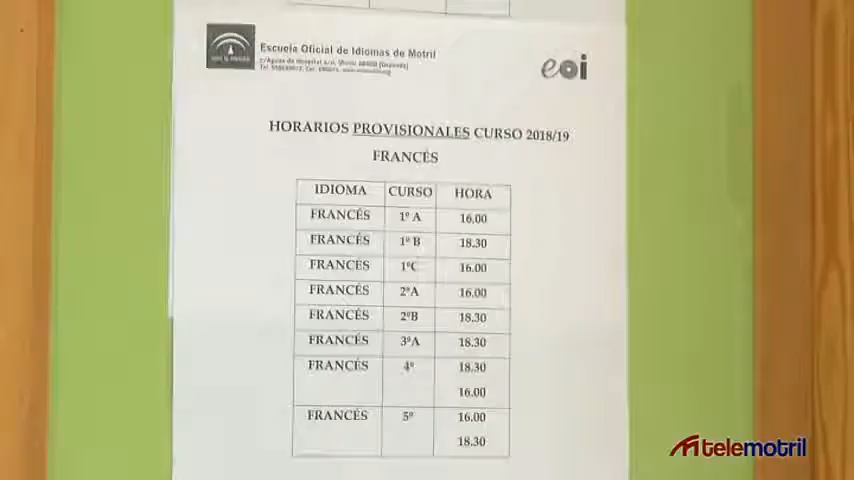 Escuela Oficial de Idiomas de Motril
eoi
HORARIOS PROVISIONALES CURSO 2018/19
FRANCÉS
IDIOMA CURSO HORA
FRANCÉS 1º A 16.00
FRANCÉS 1º B 18.30
FRANCÉS 1ºC 16.00
FRANCÉS 2ºA 16.00
FRANCÉS 2ºB 18.30
FRANCÉS 3ºA 18.30
FRANCÉS 4º 18.30
16.00
FRANCÉS 5º 16.00
18.30
telemotril